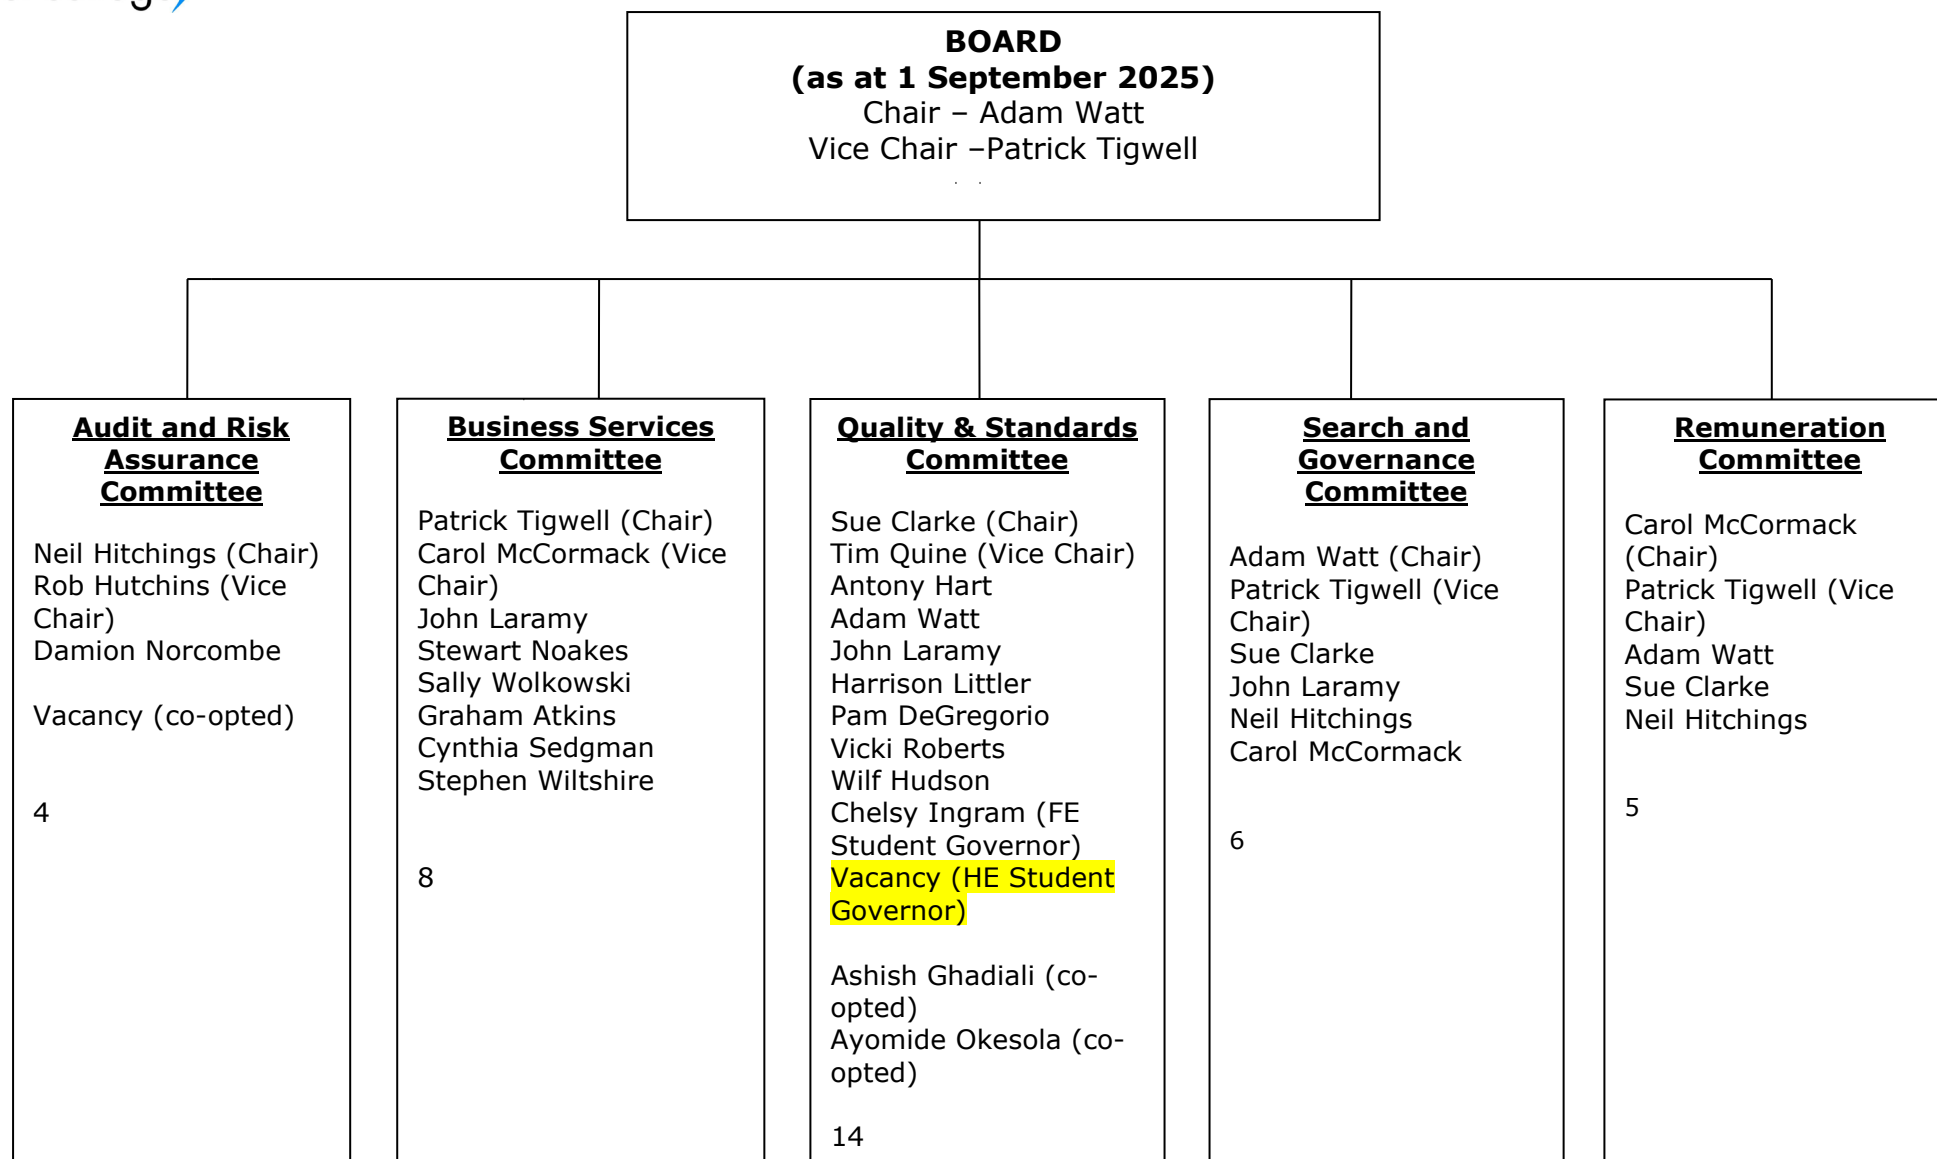 BOARD
(as at 1 September 2025)
Chair – Adam Watt
Vice Chair –Patrick Tigwell
Audit and Risk
Assurance
Committee
Neil Hitchings (Chair)
Rob Hutchins (Vice
Chair)
Damion Norcombe
Vacancy (co-opted)
4
Business Services
Committee
Patrick Tigwell (Chair)
Carol McCormack (Vice
Chair)
John Laramy
Stewart Noakes
Sally Wolkowski
Graham Atkins
Cynthia Sedgman
Stephen Wiltshire
8
Quality & Standards
Committee
Sue Clarke (Chair)
Tim Quine (Vice Chair)
Antony Hart
Adam Watt
John Laramy
Harrison Littler
Pam DeGregorio
Vicki Roberts
Wilf Hudson
Chelsy Ingram (FE
Student Governor)
Vacancy (HE Student
Governor)
Ashish Ghadiali (co-
opted)
Ayomide Okesola (co-
opted)
14
Search and
Governance
Committee
Adam Watt (Chair)
Patrick Tigwell (Vice
Chair)
Sue Clarke
John Laramy
Neil Hitchings
Carol McCormack
6
Remuneration
Committee
Carol McCormack
(Chair)
Patrick Tigwell (Vice
Chair)
Adam Watt
Sue Clarke
Neil Hitchings
5